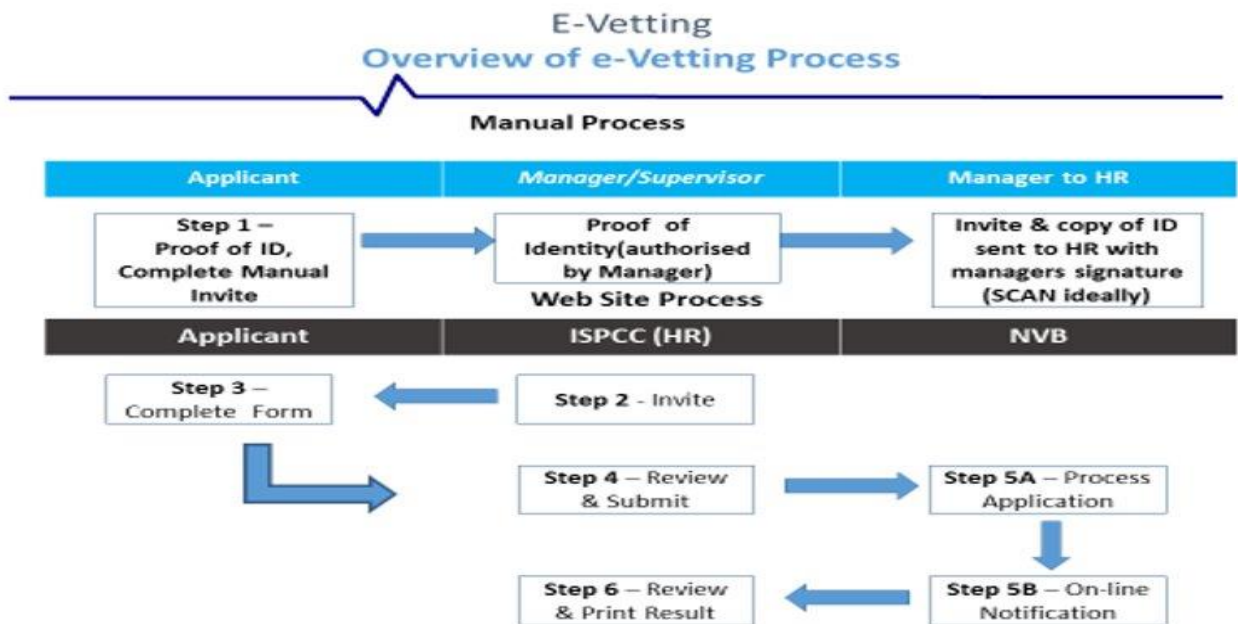 E-Vetting
Overview of e-Vetting Process
Manual Process
Applicant
Manager/Supervisor
Manager to HR
Step 1 –
Proof of ID,
Complete Manual
Invite
Proof of
Identity(authorised
by Manager)
Invite & copy of ID
sent to HR with
managers signature
(SCAN ideally)
Web Site Process
Applicant
ISPCC (HR)
NVB
Step 3 –
Complete Form
Step 2 - Invite
Step 4 – Review
& Submit
Step 5A – Process
Application
Step 6 – Review
& Print Result
Step 5B – On-line
Notification